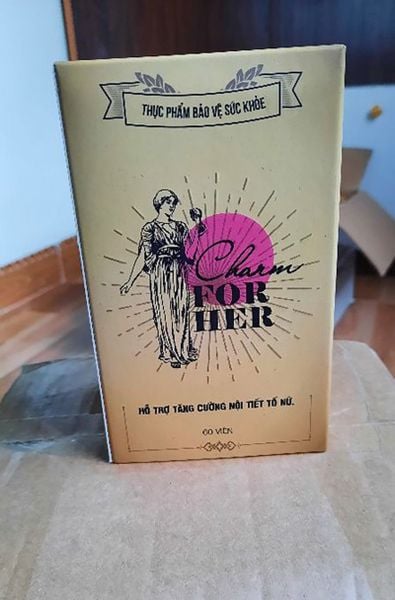 THỰC PHẨM BẢO VỆ SỨC KHỎE
Charm
FOR
HER
HỖ TRỢ TĂNG CƯỜNG NỘI TIẾT TỐ NỮ.
60 VIÊN